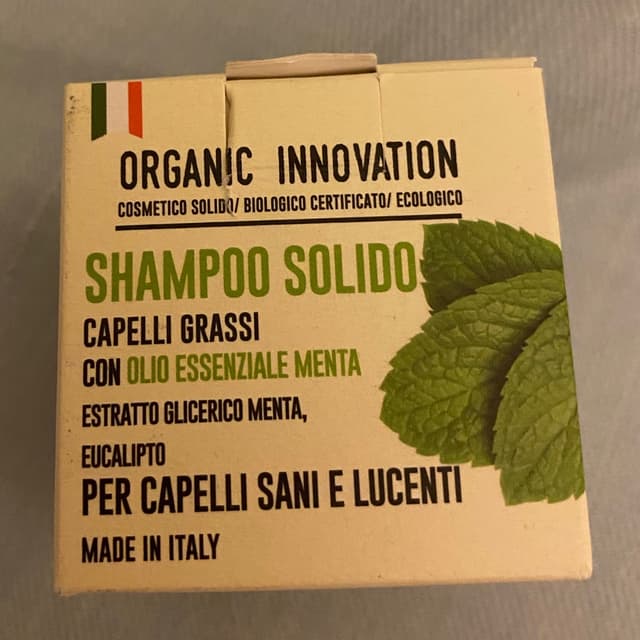 ORGANIC INNOVATION
COSMETICO SOLIDO/ BIOLOGICO CERTIFICATO/ ECOLOGICO
SHAMPOO SOLIDO
CAPELLI GRASSI
CON OLIO ESSENZIALE MENTA
ESTRATTO GLICERICO MENTA,
EUCALIPTO
PER CAPELLI SANI E LUCENTI
MADE IN ITALY